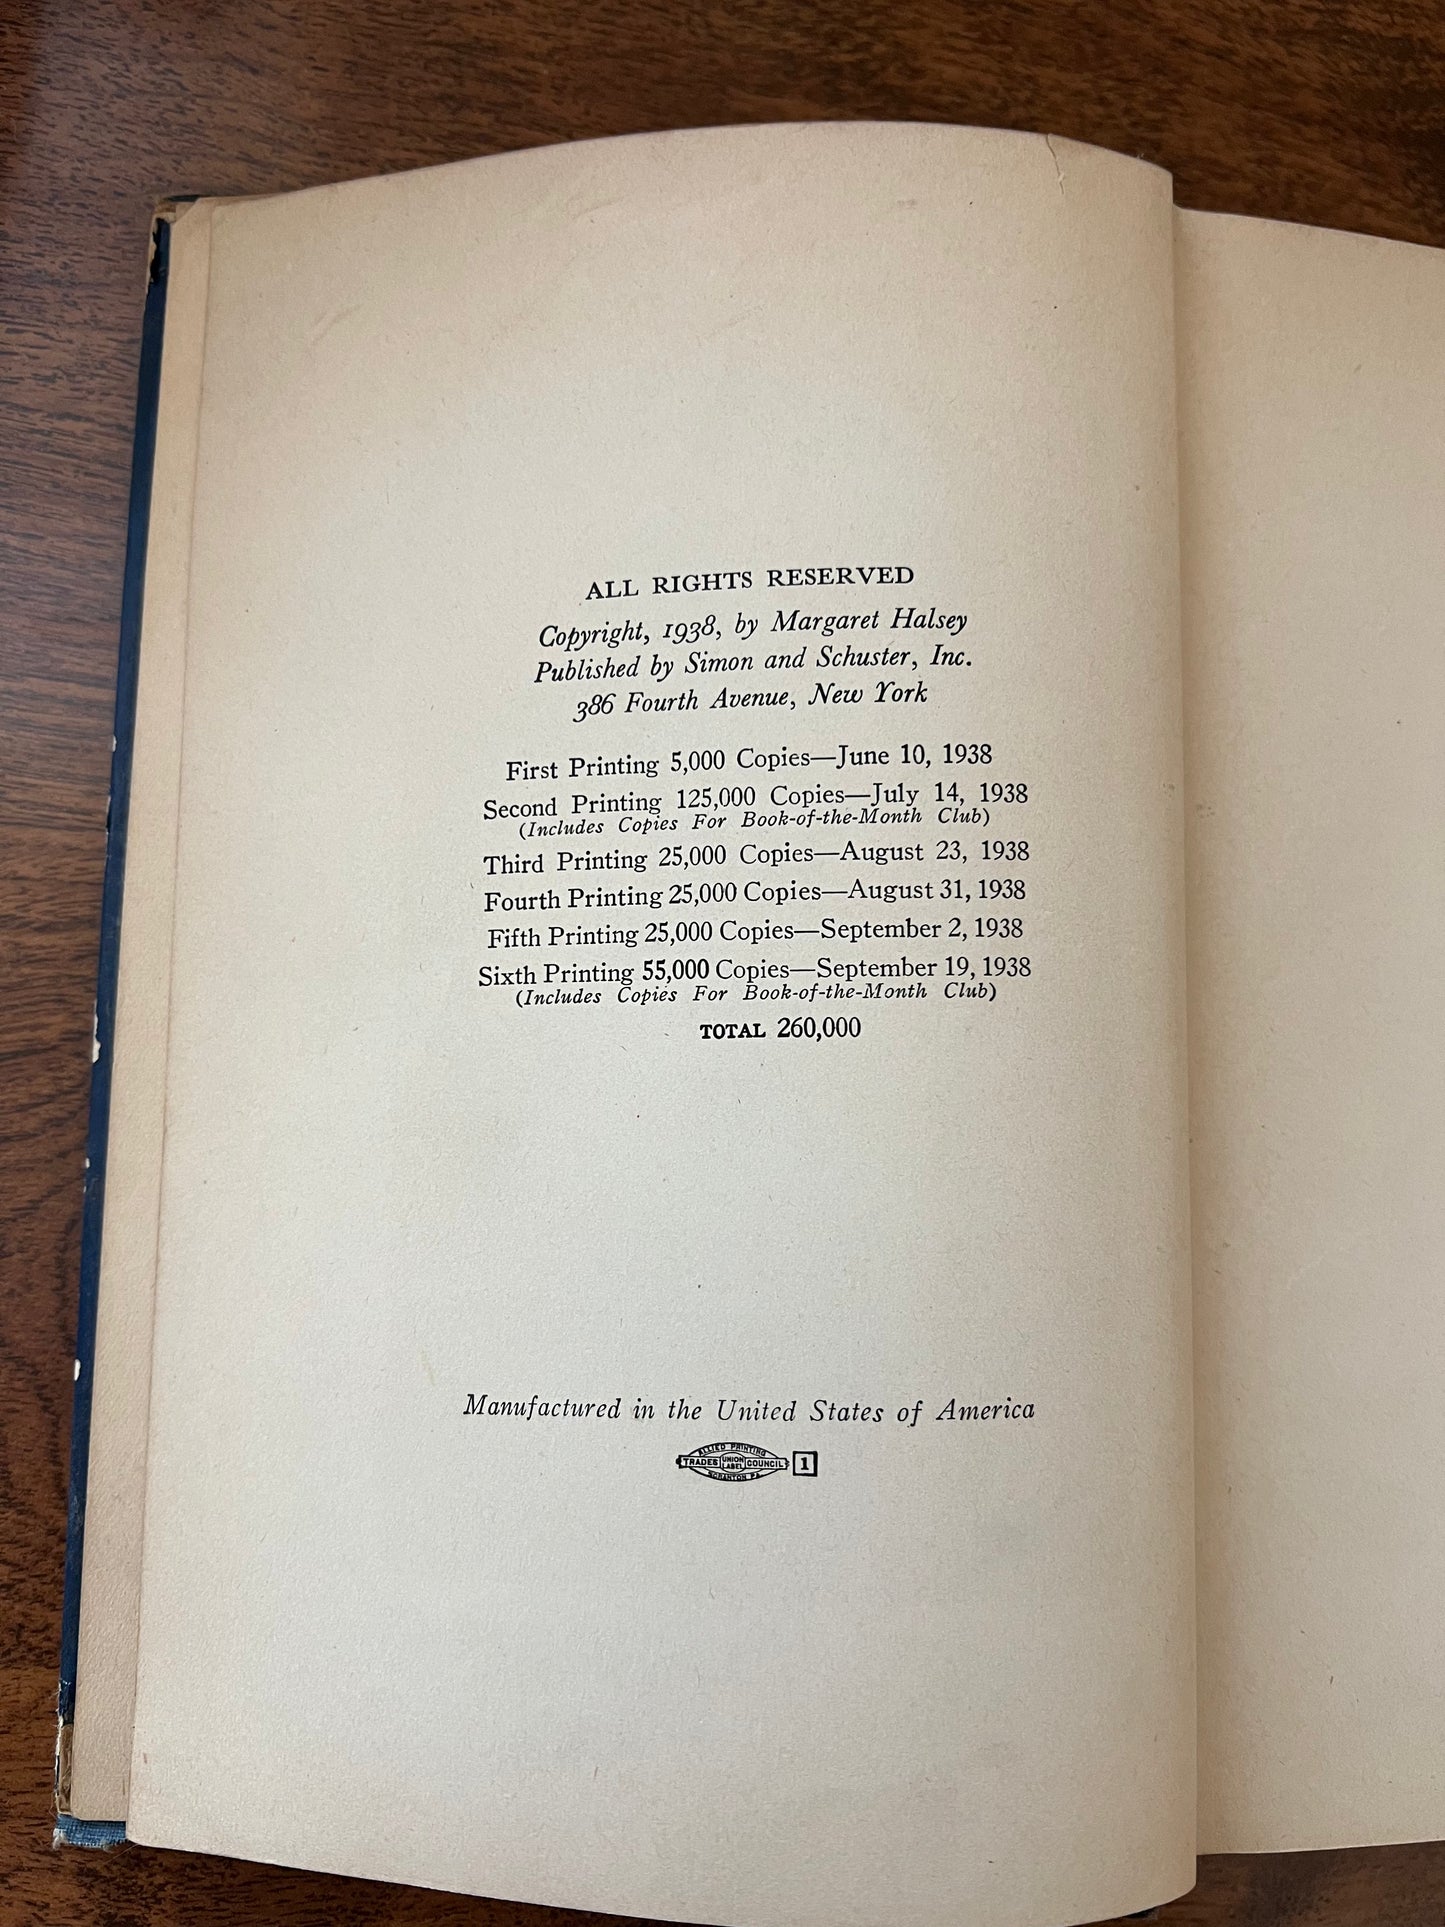 ALL RIGHTS RESERVED
Copyright, 1938, by Margaret Halsey
Published by Simon and Schuster, Inc.
386 Fourth Avenue, New York
First Printing 5,000 Copies—June 10, 1938
Second Printing 125,000 Copies—July 14, 1938
(Includes Copies For Book-of-the-Month Club)
Third Printing 25,000 Copies—August 23, 1938
Fourth Printing 25,000 Copies—August 31, 1938
Fifth Printing 25,000 Copies—September 2, 1938
Sixth Printing 55,000 Copies—September 19, 1938
(Includes Copies For Book-of-the-Month Club)
TOTAL 260,000
Manufactured in the United States of America
ALLIED PRINTING
TRADES UNION LABEL COUNCIL 1
SCRANTON PA.